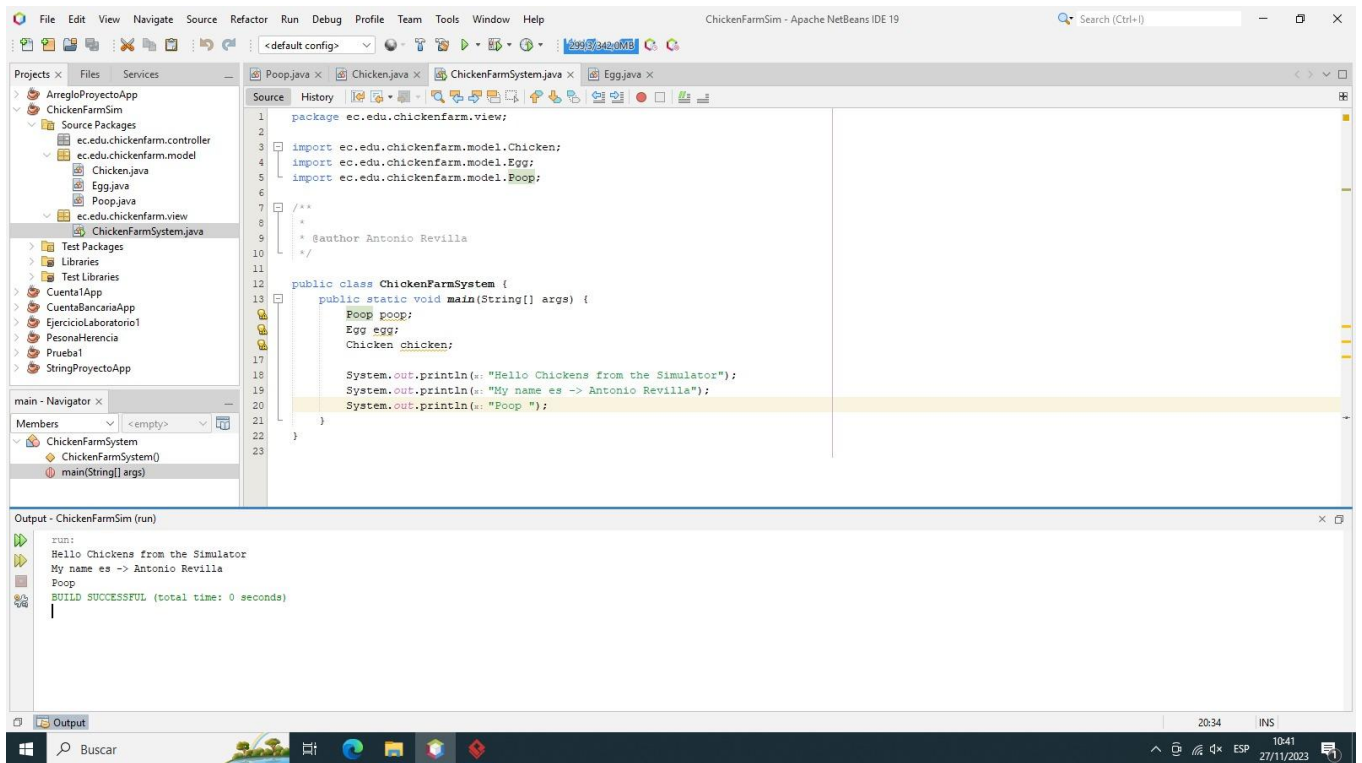 File Edit View Navigate Source Refactor Run Debug Profile Team Tools Window Help
ChickenFarmSim - Apache NetBeans IDE 19
Search (Ctrl+I)
<default config>
299,3/342,0MB
Projects
Files
Services
Poop.java
Chicken.java
ChickenFarmSystem.java
Egg.java
ArregloProyectoApp
ChickenFarmSim
Source Packages
ec.edu.chickenfarm.controller
ec.edu.chickenfarm.model
Chicken.java
Egg.java
Poop.java
ec.edu.chickenfarm.view
ChickenFarmSystem.java
Test Packages
Libraries
Test Libraries
Cuenta1App
CuentaBancariaApp
EjercicioLaboratorio1
PesonaHerencia
Prueba1
StringProyectoApp
main - Navigator
Members
<empty>
ChickenFarmSystem
ChickenFarmSystem()
main(String[] args)
Source History
1 package ec.edu.chickenfarm.view;
2
3 import ec.edu.chickenfarm.model.Chicken;
4 import ec.edu.chickenfarm.model.Egg;
5 import ec.edu.chickenfarm.model.Poop;
6
7 /**
8 *
9 * @author Antonio Revilla
10 */
11
12 public class ChickenFarmSystem {
13 public static void main(String[] args) {
Poop poop;
Egg egg;
Chicken chicken;
17
18 System.out.println(x: "Hello Chickens from the Simulator");
19 System.out.println(x: "My name es -> Antonio Revilla");
20 System.out.println(x: "Poop ");
21 }
22 }
23
Output - ChickenFarmSim (run)
run:
Hello Chickens from the Simulator
My name es -> Antonio Revilla
Poop
BUILD SUCCESSFUL (total time: 0 seconds)
Output
20:34
INS
Buscar
ESP
10:41
27/11/2023
1